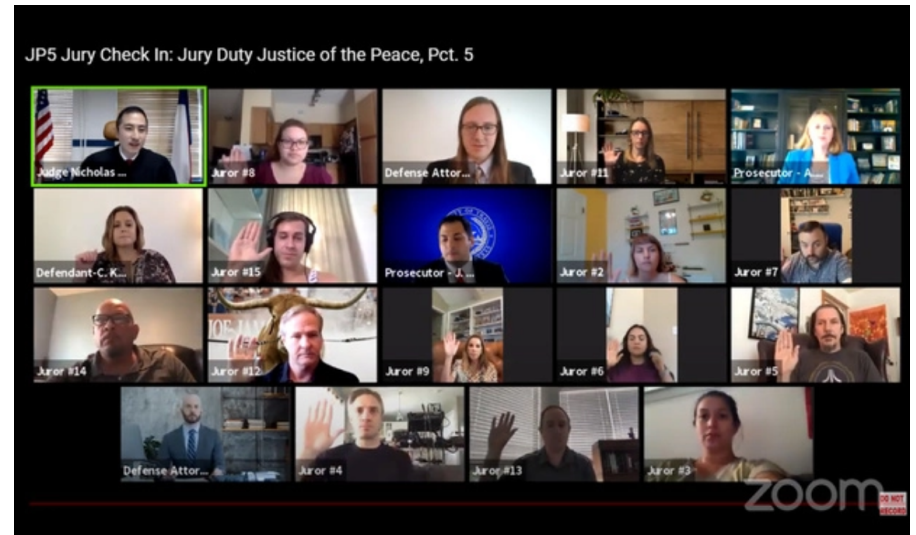 JP5 Jury Check In: Jury Duty Justice of the Peace, Pct. 5
Judge Nicholas ...
Juror #8
Defense Attor...
Juror #11
Prosecutor - A....
Defendant-C. K...
Juror #15
Prosecutor - J. ...
Juror #2
Juror #7
Juror #14
Juror #12
Juror #9
Juror #6
Juror #5
Defense Attor...
Juror #4
Juror #13
Juror #3
zoom
DO NOT
RECORD